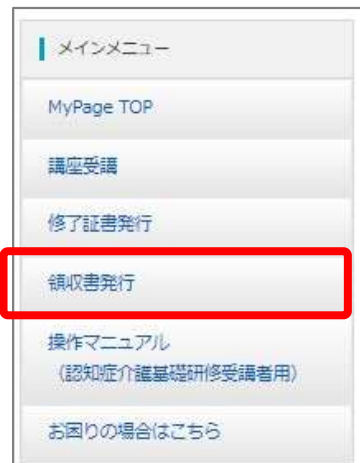 メインメニュー
MyPage TOP
講座受講
修了証書発行
領収書発行
操作マニュアル
（認知症介護基礎研修受講者用）
お困りの場合はこちら